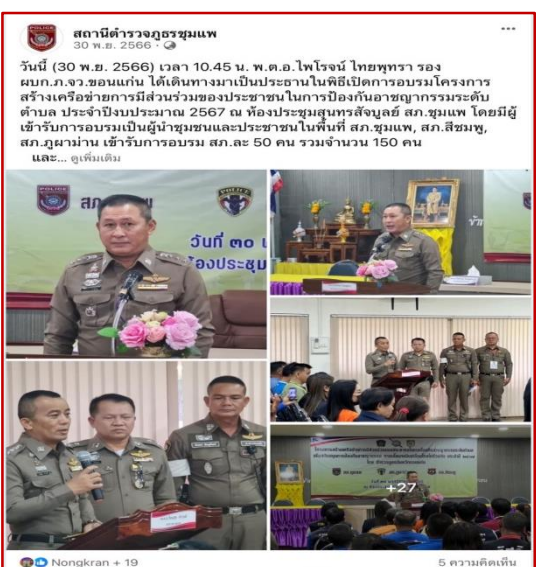 สถานีตำรวจภูธรชุมแพ
30 พ.ย. 2566 ·
วันนี้ (30 พ.ย. 2566) เวลา 10.45 น. พ.ต.อ.ไพโรจน์ ไทยพุทรา รอง
ผบก.ภ.จว.ขอนแก่น ได้เดินทางมาเป็นประธานในพิธีเปิดการอบรมโครงการ
สร้างเครือข่ายการมีส่วนร่วมของประชาชนในการป้องกันอาชญากรรมระดับ
ตำบล ประจำปีงบประมาณ 2567 ณ ห้องประชุมสุนทรสัจบูลย์ สภ.ชุมแพ โดยมีผู้
เข้ารับการอบรมเป็นผู้นำชุมชนและประชาชนในพื้นที่ สภ.ชุมแพ, สภ.สีชมพู,
สภ.ภูผาม่าน เข้ารับการอบรม สภ.ละ 50 คน รวมจำนวน 150 คน
และ... ดูเพิ่มเติม
POLICE
วันที่ ๓๐
ห้องประชุม
+27
Nongkran + 19
5 ความคิดเห็น